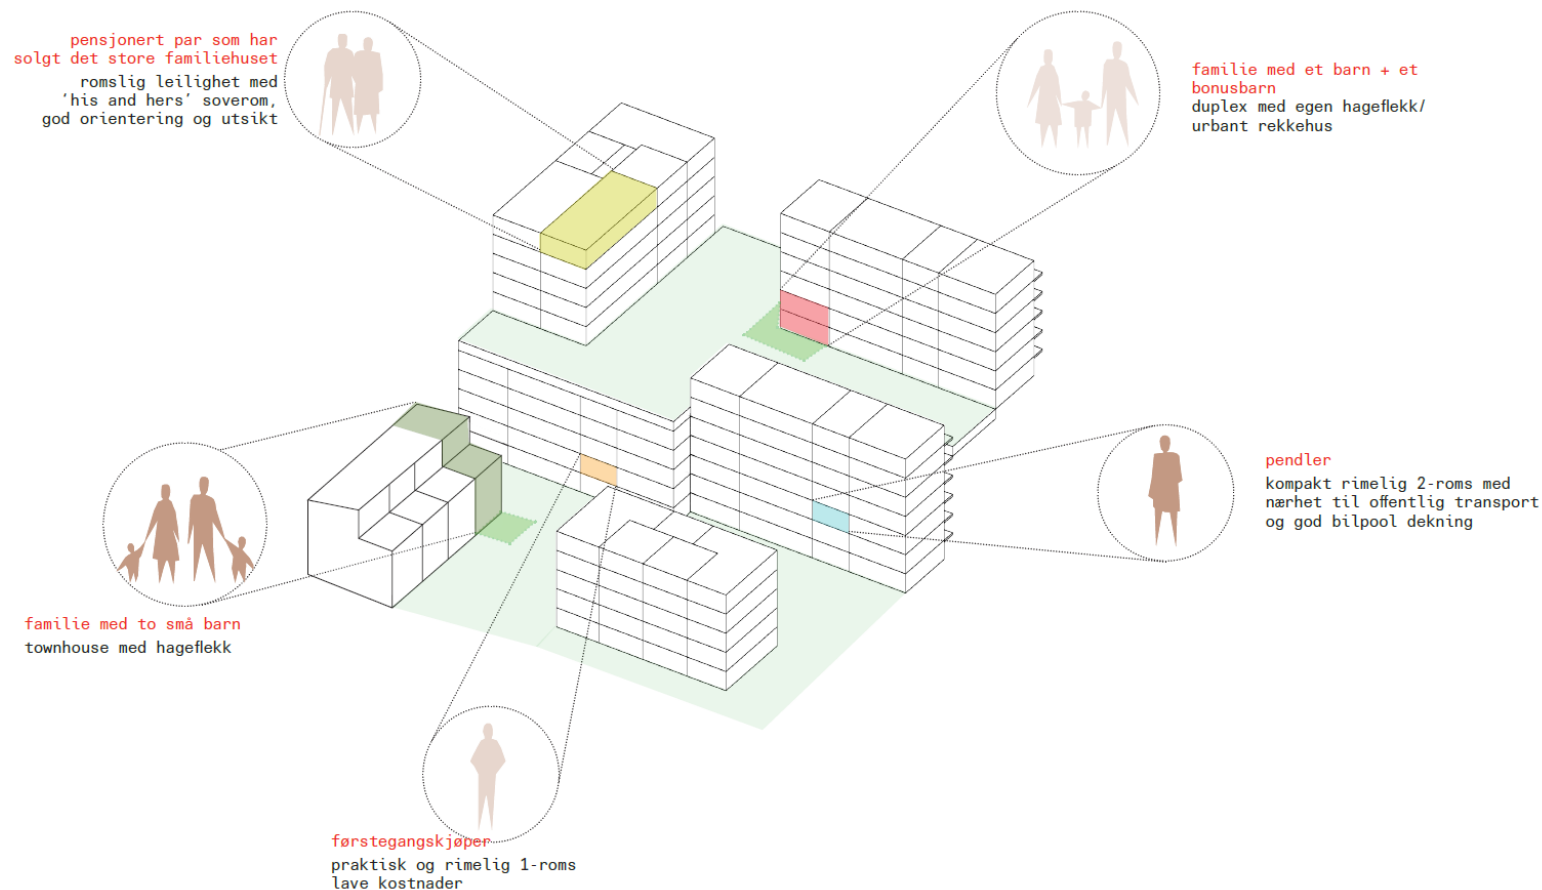 pensjonert par som har
solgt det store familiehuset
romslig leilighet med
'his and hers' soverom,
god orientering og utsikt
familie med et barn + et
bonusbarn
duplex med egen hageflekk/
urbant rekkehus
pendler
kompakt rimelig 2-roms med
nærhet til offentlig transport
og god bilpool dekning
familie med to små barn
townhouse med hageflekk
førstegangskjøper
praktisk og rimelig 1-roms
lave kostnader